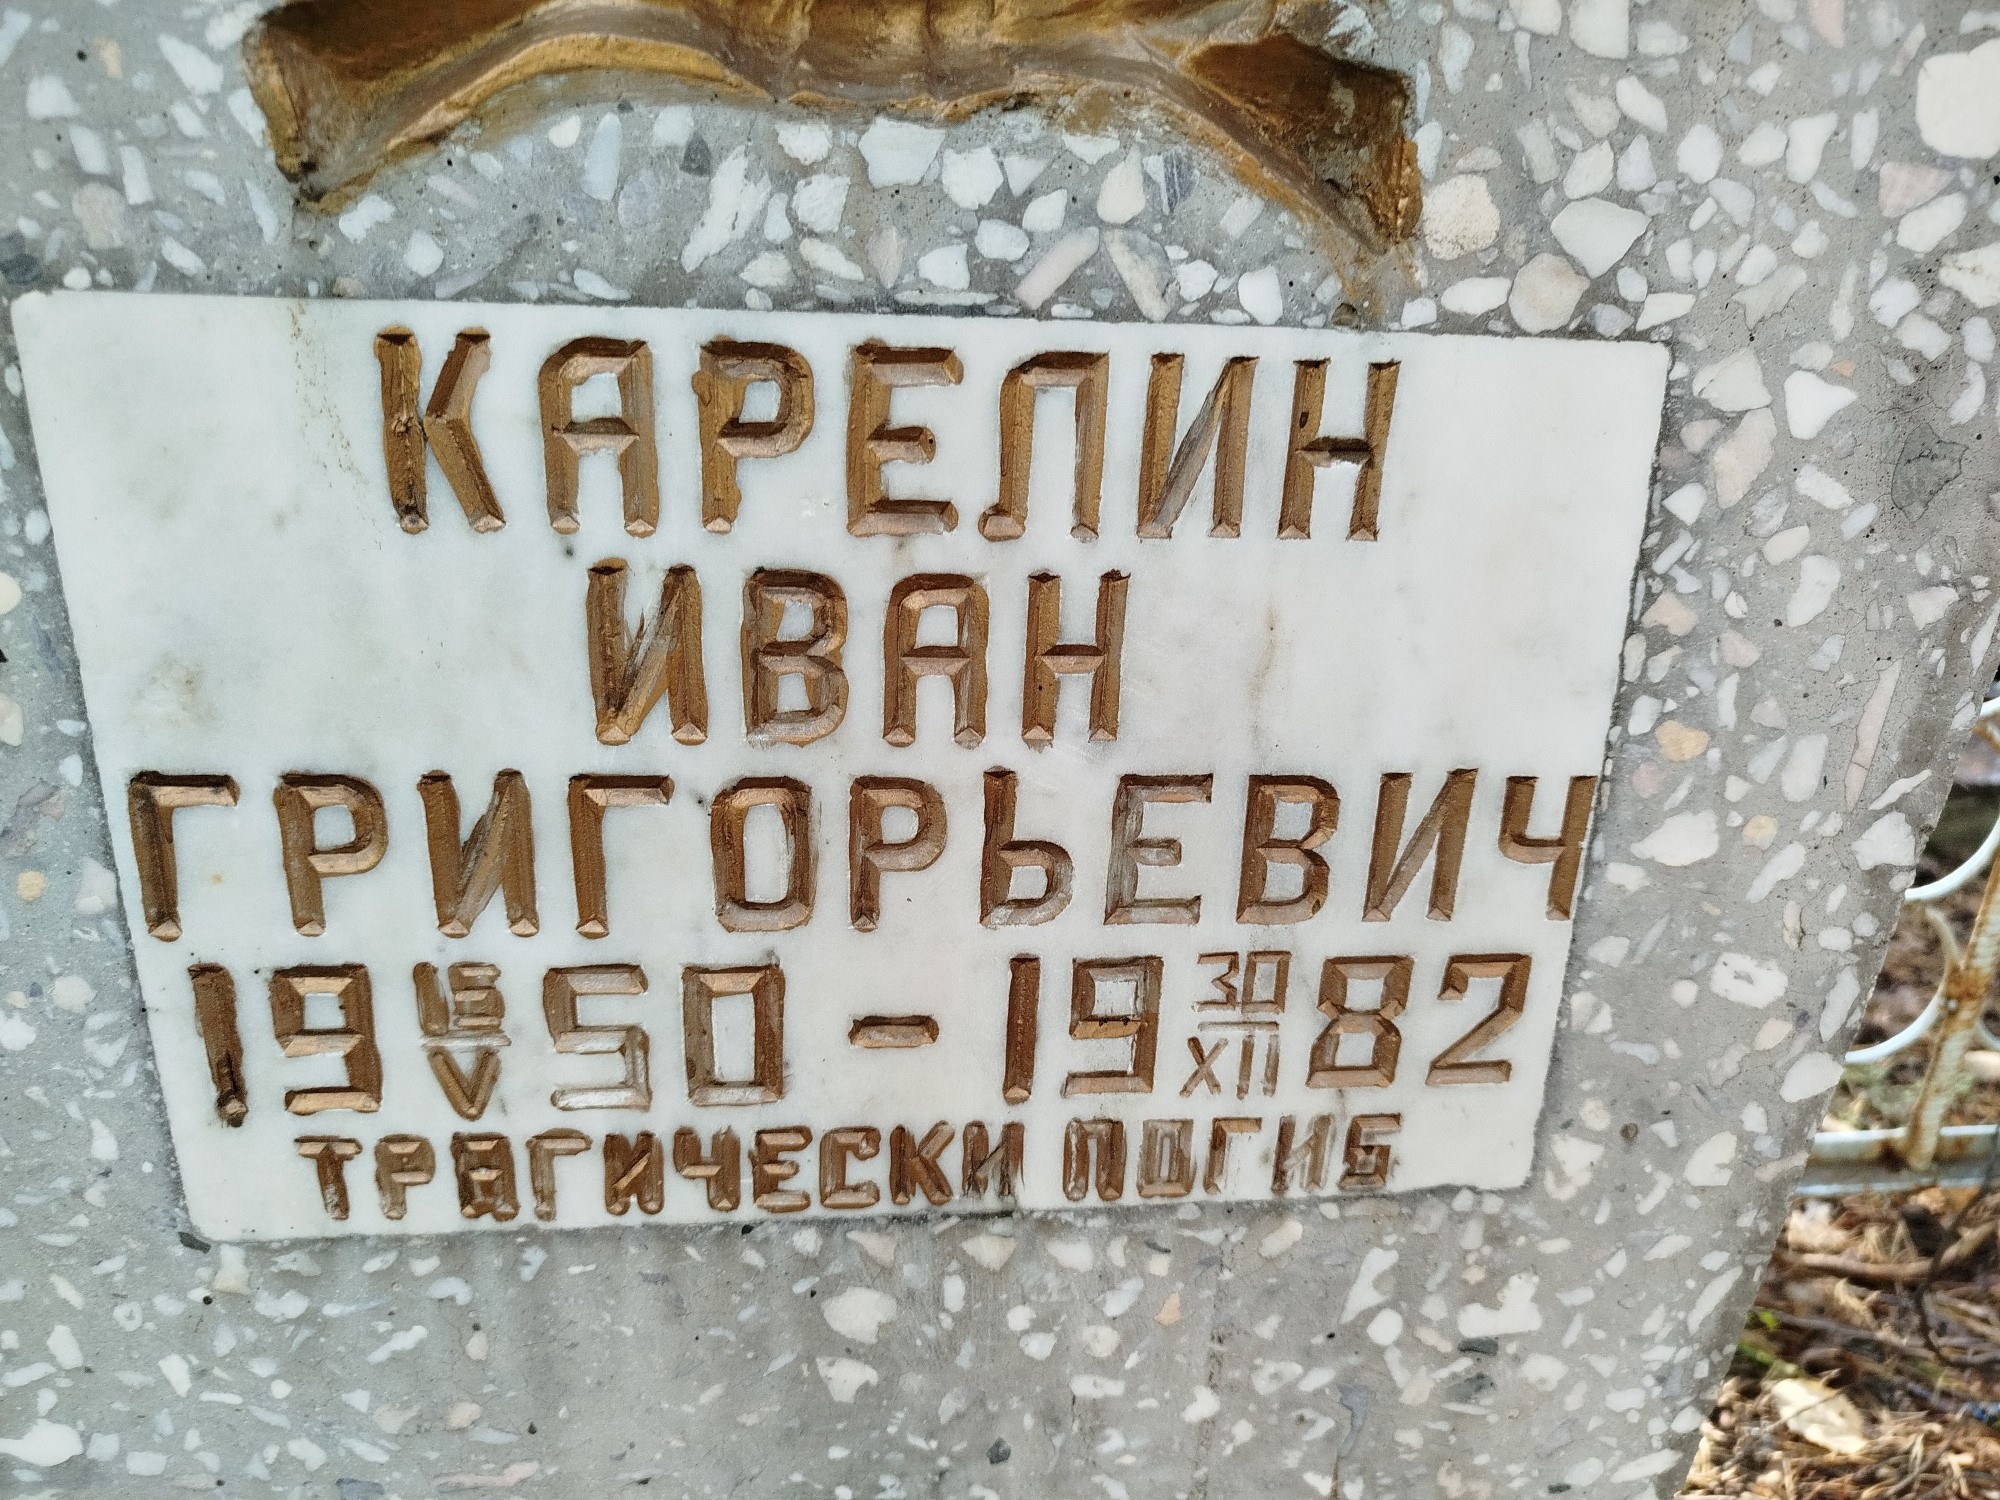 КАРЕЛИН
ИВАН
ГРИГОРЬЕВИЧ
19 15/V 50 - 19 30/XII 82
ТРАГИЧЕСКИ ПОГИБ